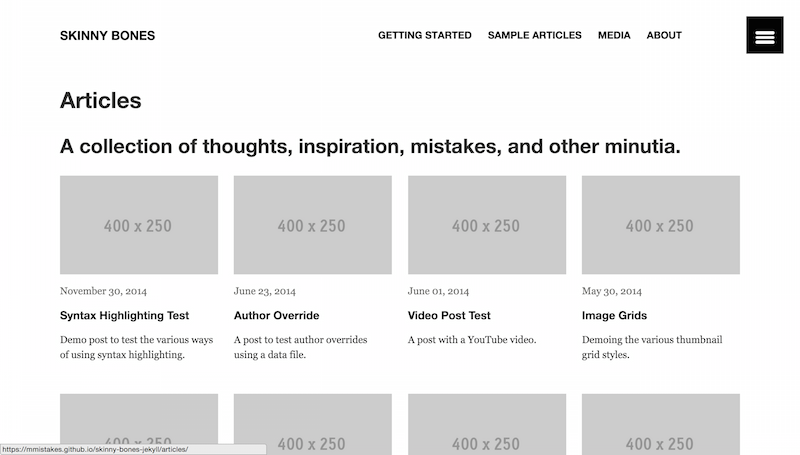 SKINNY BONES
GETTING STARTED SAMPLE ARTICLES MEDIA ABOUT
Articles
A collection of thoughts, inspiration, mistakes, and other minutia.
400 x 250 400 x 250 400 x 250 400 x 250
November 30, 2014
Syntax Highlighting Test
Demo post to test the various ways
of using syntax highlighting.
June 23, 2014
Author Override
A post to test author overrides
using a data file.
June 01, 2014
Video Post Test
A post with a YouTube video.
May 30, 2014
Image Grids
Demoing the various thumbnail
grid styles.
400 x 250 400 x 250 400 x 250 400 x 250
https://mmistakes.github.io/skinny-bones-jekyll/articles/